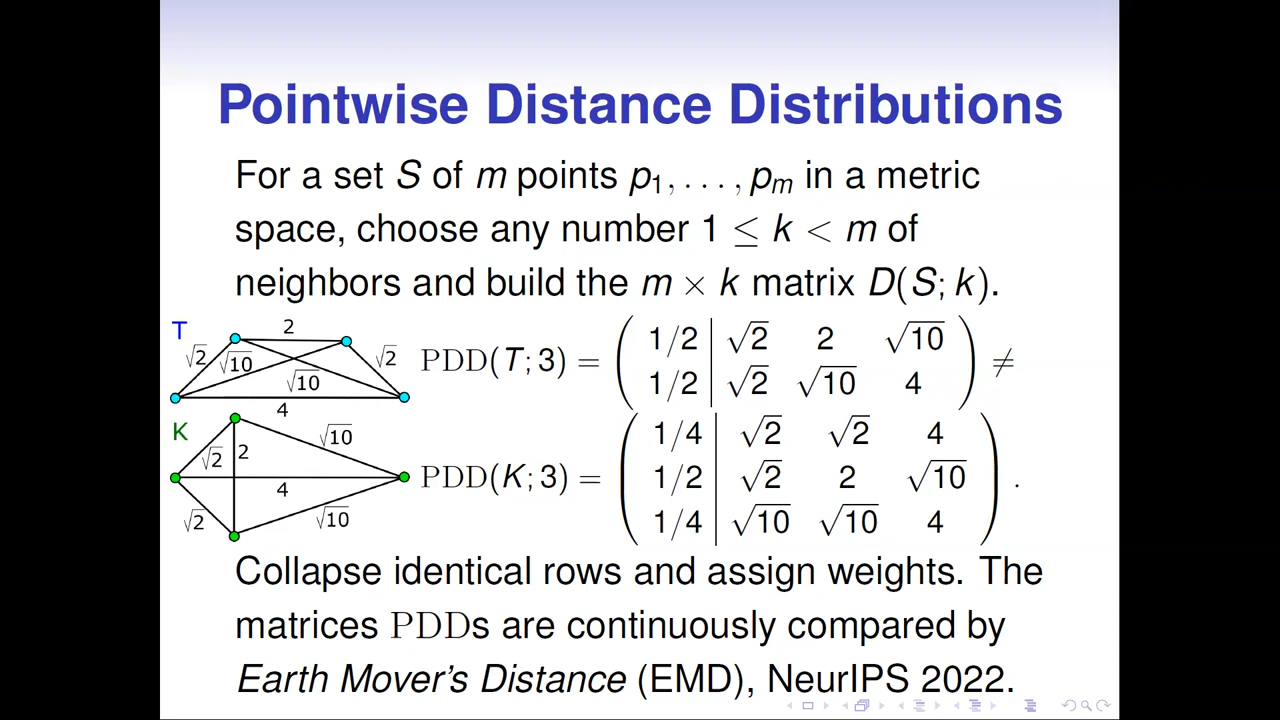 Pointwise Distance Distributions
For a set S of m points p₁, . . . , pₘ in a metric
space, choose any number 1 ≤ k < m of
neighbors and build the m × k matrix D(S; k).
T
2
√2 √10 √2
√10
4
PDD(T; 3) = ( 1/2 | √2 2 √10 ) ≠
( 1/2 | √2 √10 4 )
K
√10
√2 2
4
√2 √10
PDD(K; 3) = ( 1/4 | √2 √2 4 )
( 1/2 | √2 2 √10 ) .
( 1/4 | √10 √10 4 )
Collapse identical rows and assign weights. The
matrices PDDs are continuously compared by
Earth Mover's Distance (EMD), NeurIPS 2022.